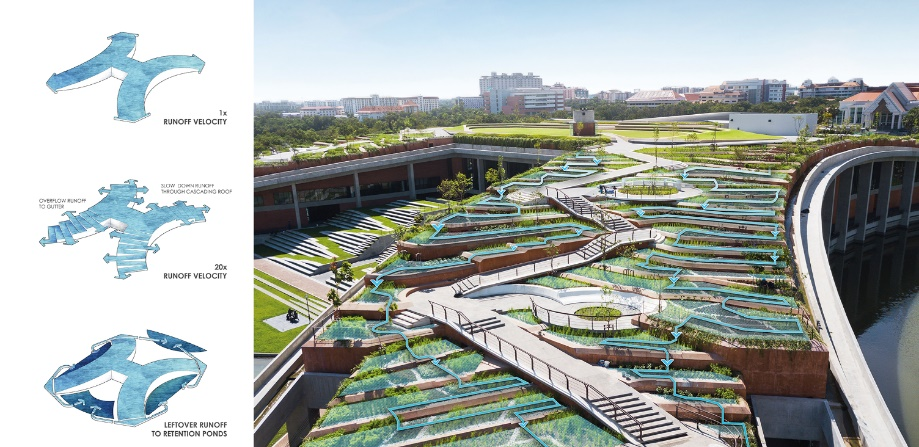 1x
RUNOFF VELOCITY
OVERFLOW RUNOFF
TO GUTTER
SLOW DOWN RUNOFF
THROUGH CASCADING ROOF
20x
RUNOFF VELOCITY
LEFTOVER RUNOFF
TO RETENTION PONDS